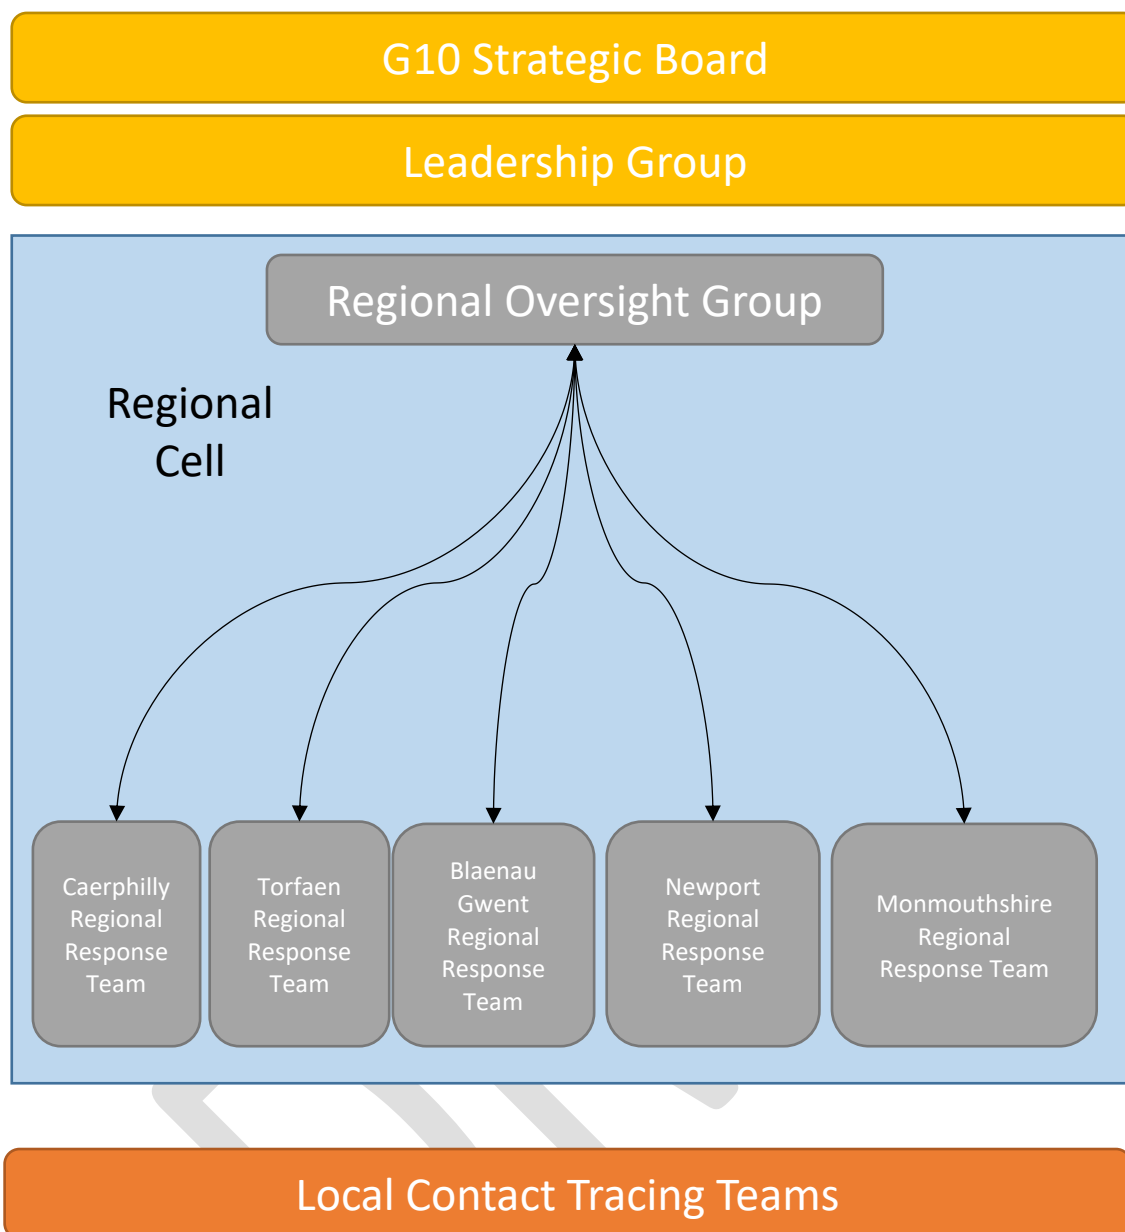 G10 Strategic Board
Leadership Group
Regional Oversight Group
Regional
Cell
Caerphilly
Regional
Response
Team
Torfaen
Regional
Response
Team
Blaenau
Gwent
Regional
Response
Team
Newport
Regional
Response
Team
Monmouthshire
Regional
Response Team
Local Contact Tracing Teams